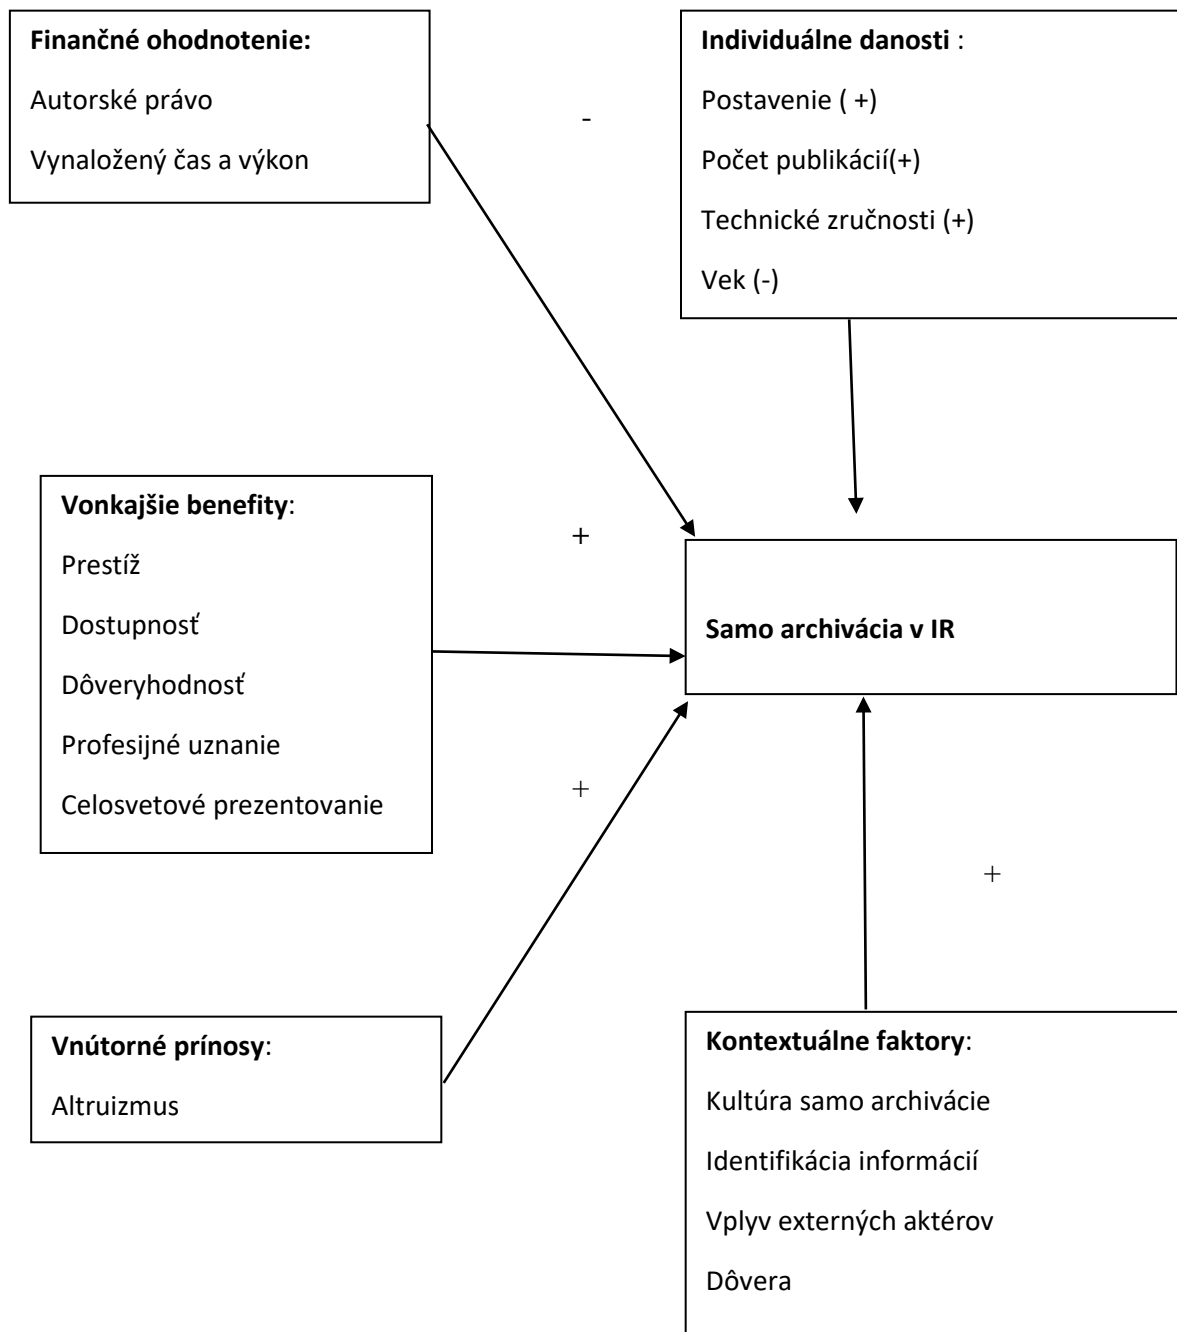 Finančné ohodnotenie:
Autorské právo
Vynaložený čas a výkon
-
Individuálne danosti :
Postavenie ( +)
Počet publikácií(+)
Technické zručnosti (+)
Vek (-)
Vonkajšie benefity:
Prestíž
Dostupnosť
Dôveryhodnosť
Profesijné uznanie
Celosvetové prezentovanie
+
Samo archivácia v IR
+
+
Vnútorné prínosy:
Altruizmus
Kontextuálne faktory:
Kultúra samo archivácie
Identifikácia informácií
Vplyv externých aktérov
Dôvera